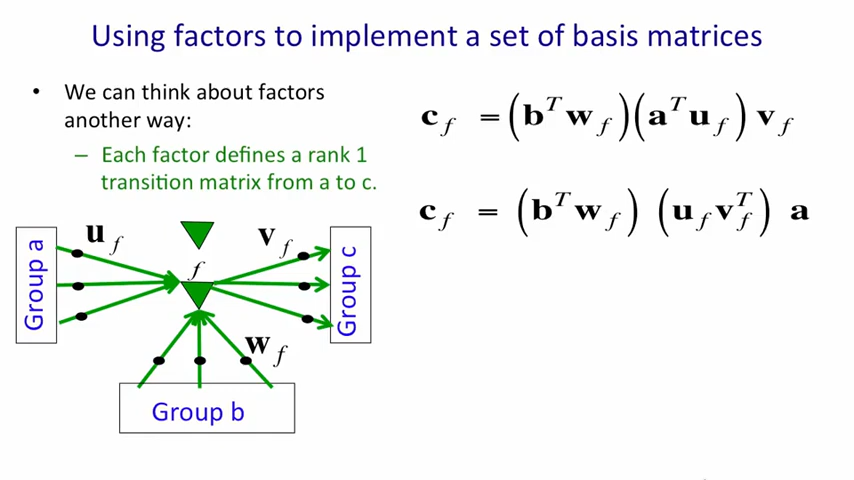 Using factors to implement a set of basis matrices
• We can think about factors
another way:
– Each factor defines a rank 1
transition matrix from a to c.
c_f = (b^T w_f)(a^T u_f) v_f
c_f = (b^T w_f) (u_f v_f^T) a
u_f
v_f
f
Group a
Group c
w_f
Group b